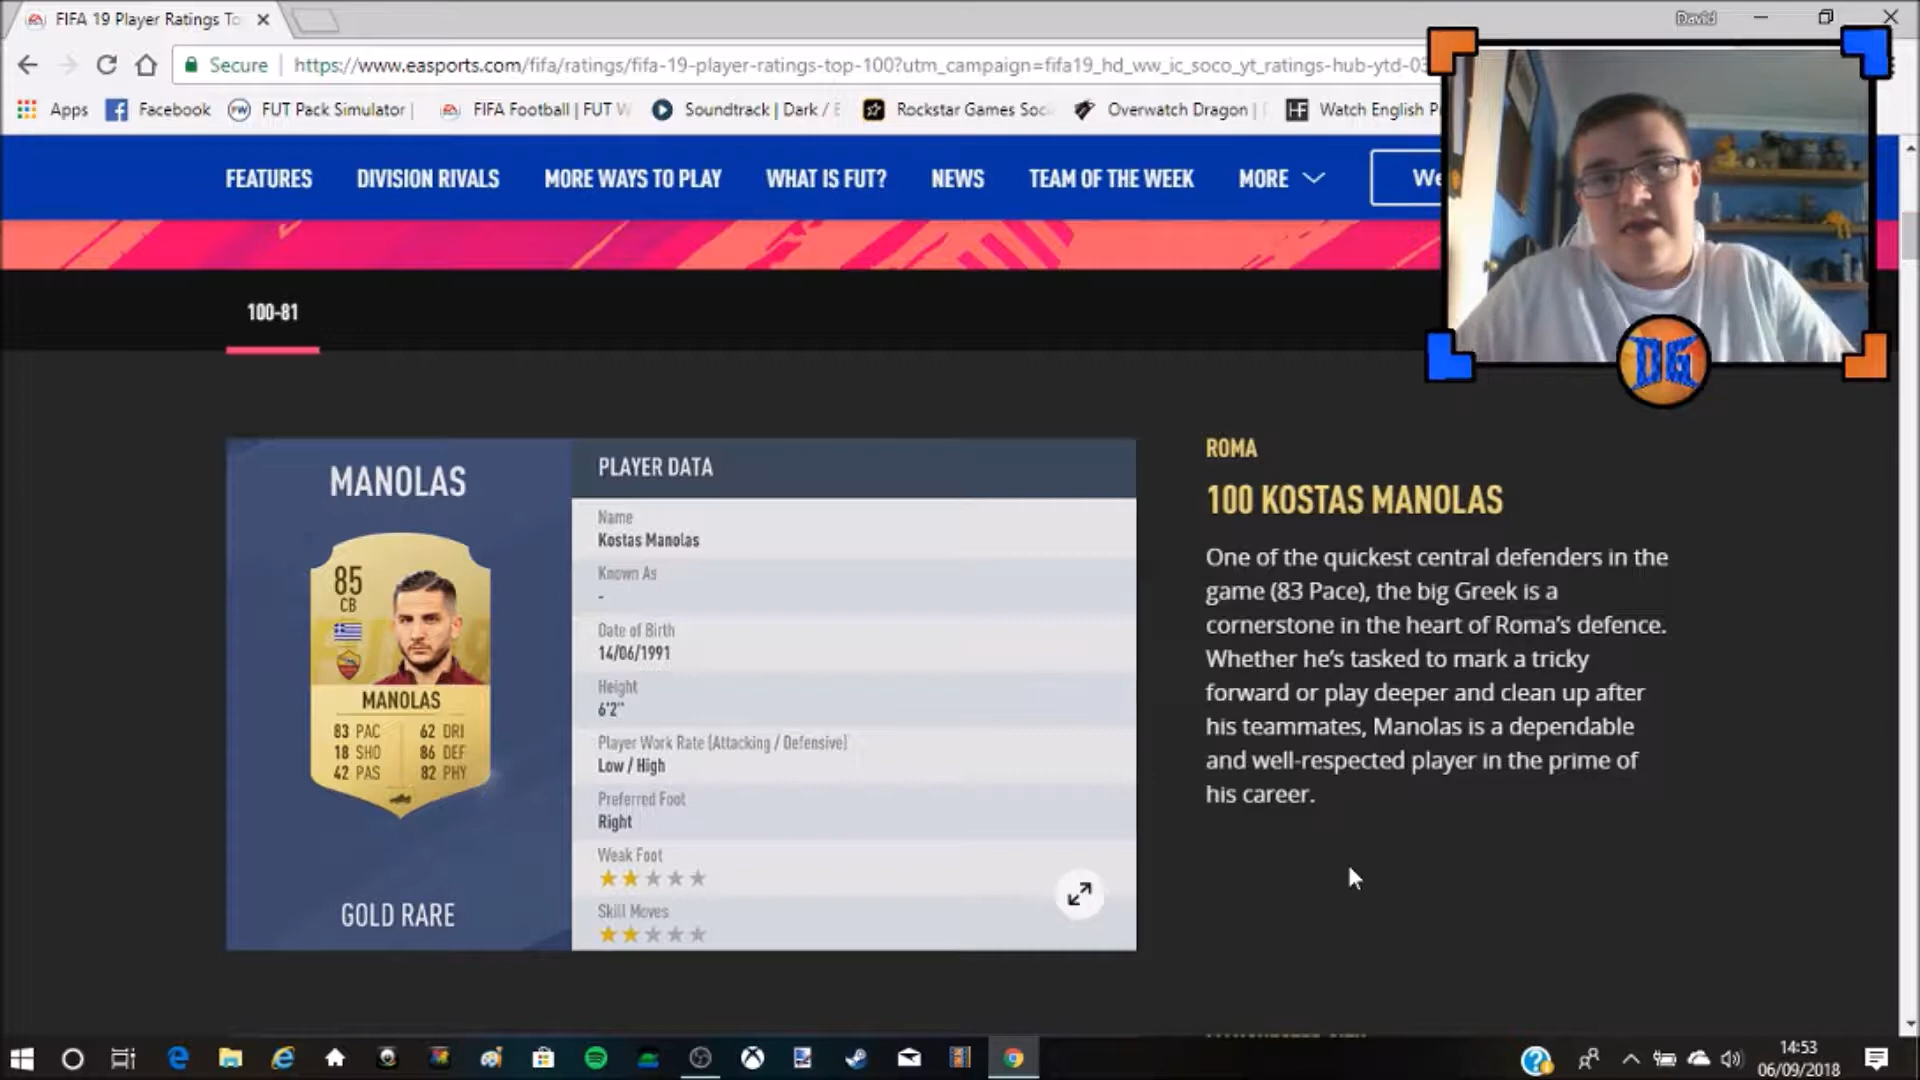 FIFA 19 Player Ratings To
David
Secure
https://www.easports.com/fifa/ratings/fifa-19-player-ratings-top-100?utm_campaign=fifa19_hd_ww_ic_soco_yt_ratings-hub-ytd-03
Apps Facebook FUT Pack Simulator | FIFA Football | FUT W Soundtrack | Dark / E Rockstar Games Soc Overwatch Dragon | Watch English P
FEATURES DIVISION RIVALS MORE WAYS TO PLAY WHAT IS FUT? NEWS TEAM OF THE WEEK MORE We
DG
100-81
MANOLAS
85
CB
MANOLAS
83 PAC 62 DRI
18 SHO 86 DEF
42 PAS 82 PHY
GOLD RARE
PLAYER DATA
Name
Kostas Manolas
Known As
-
Date of Birth
14/06/1991
Height
6'2"
Player Work Rate (Attacking / Defensive)
Low / High
Preferred Foot
Right
Weak Foot
Skill Moves
ROMA
100 KOSTAS MANOLAS
One of the quickest central defenders in the
game (83 Pace), the big Greek is a
cornerstone in the heart of Roma's defence.
Whether he's tasked to mark a tricky
forward or play deeper and clean up after
his teammates, Manolas is a dependable
and well-respected player in the prime of
his career.
14:53
06/09/2018